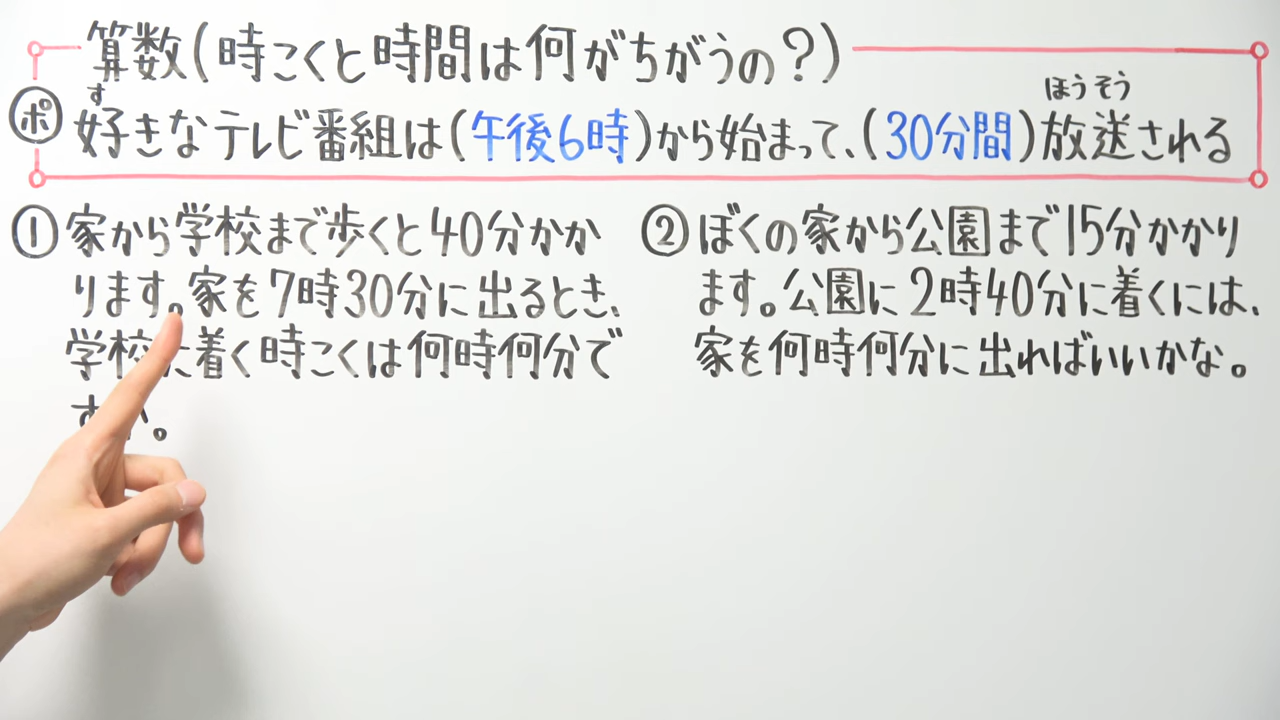 算数(時こくと時間は何がちがうの?)
す
ほうそう
ポ 好きなテレビ番組は(午後6時)から始まって、(30分間)放送される
① 家から学校まで歩くと40分かか
ります。家を7時30分に出るとき、
学校に着く時こくは何時何分で
すか。
② ぼくの家から公園まで15分かかり
ます。公園に2時40分に着くには、
家を何時何分に出ればいいかな。